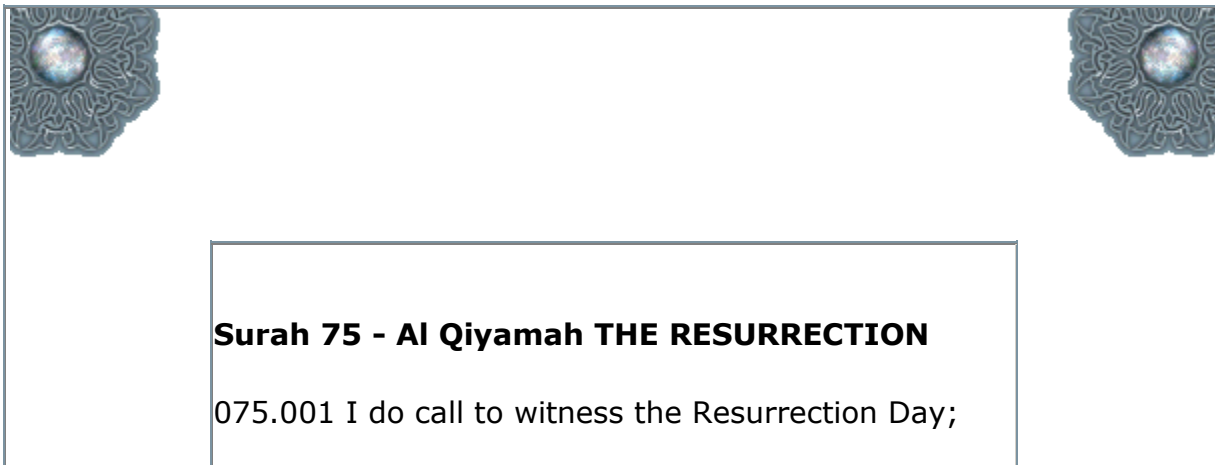 Surah 75 - Al Qiyamah THE RESURRECTION
075.001 I do call to witness the Resurrection Day;